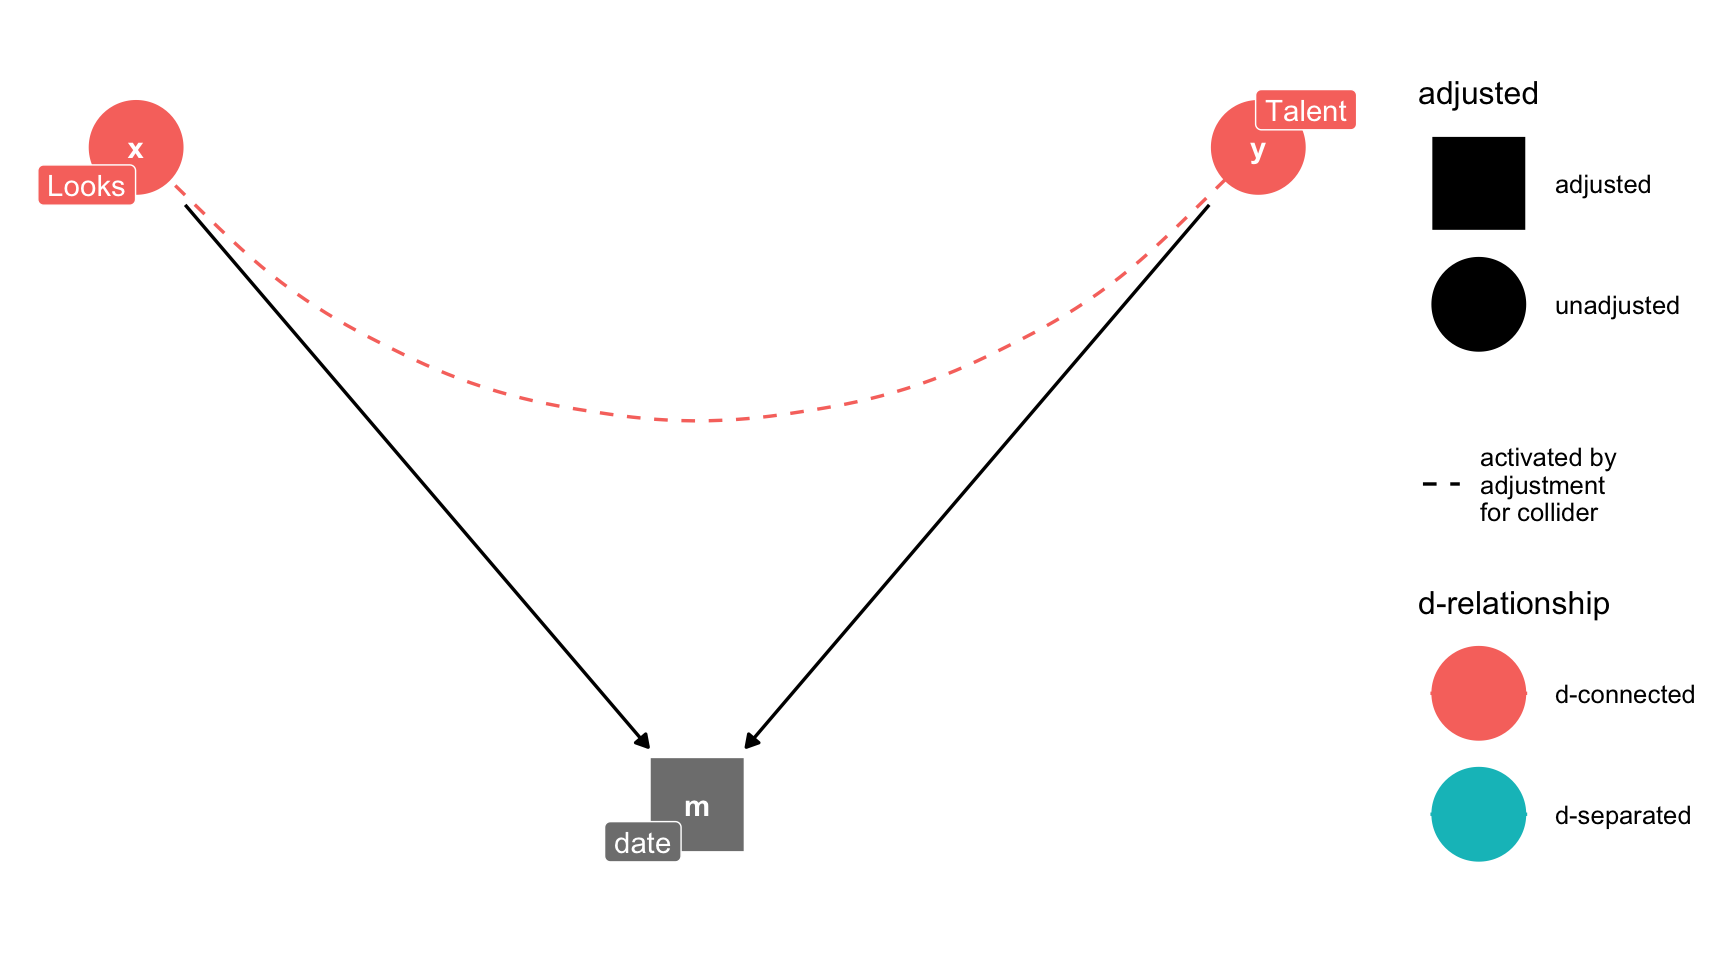 x
Looks
Talent
y
m
date
adjusted
adjusted
unadjusted
activated by
adjustment
for collider
d-relationship
d-connected
d-separated